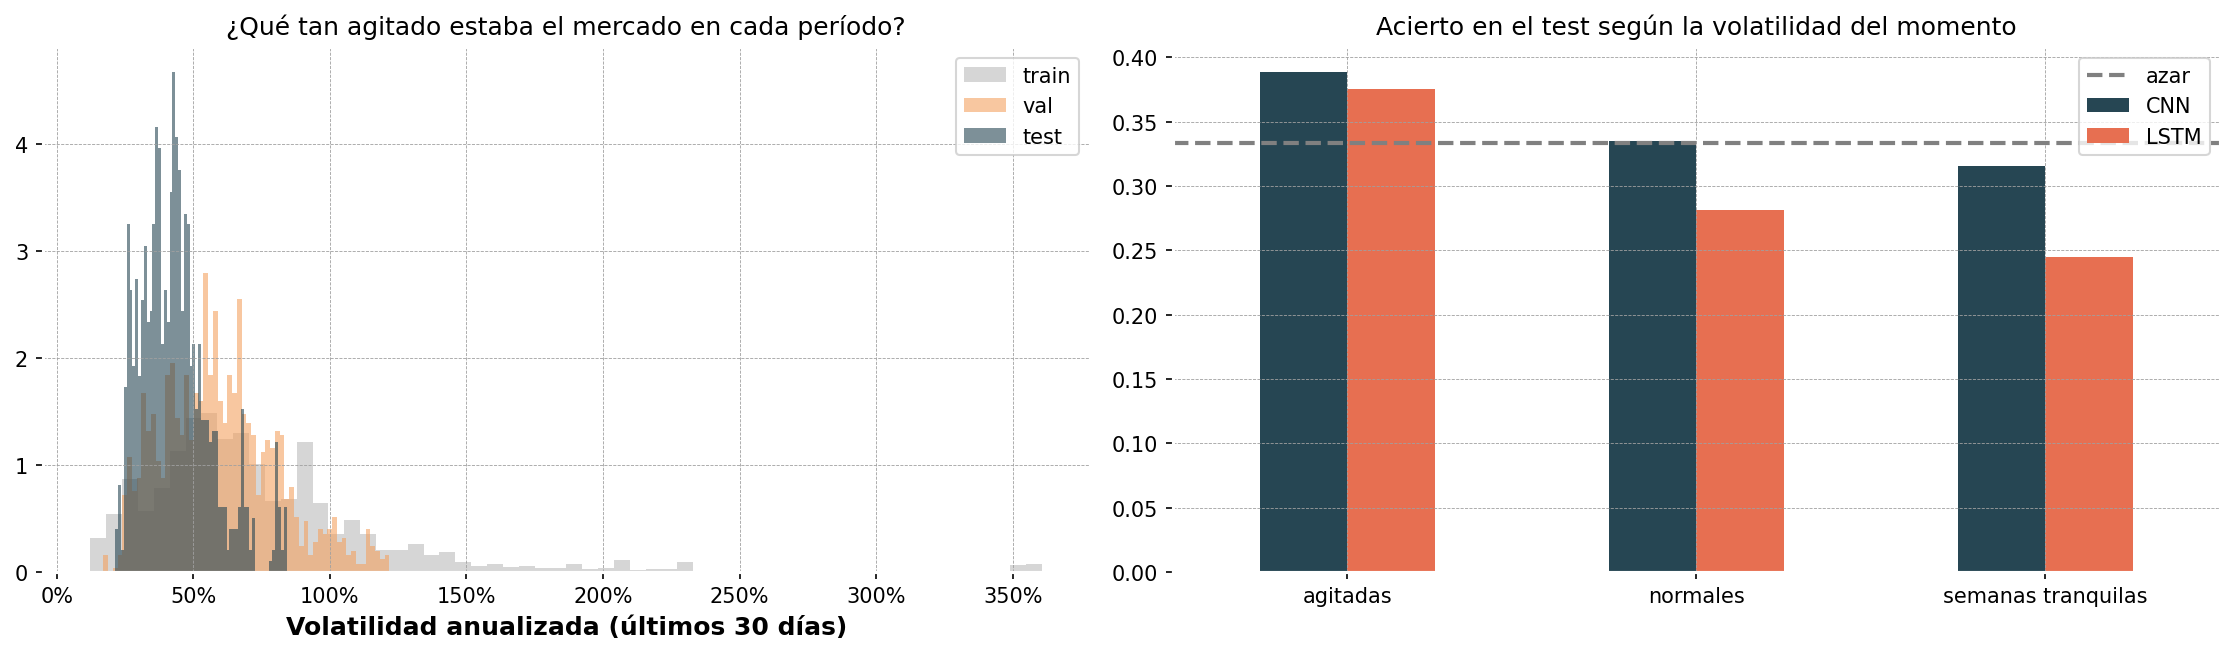 ¿Qué tan agitado estaba el mercado en cada período?
train
val
test
4
3
2
1
0
0%
50%
100%
150%
200%
250%
300%
350%
Volatilidad anualizada (últimos 30 días)
Acierto en el test según la volatilidad del momento
azar
CNN
LSTM
0.40
0.35
0.30
0.25
0.20
0.15
0.10
0.05
0.00
agitadas
normales
semanas tranquilas